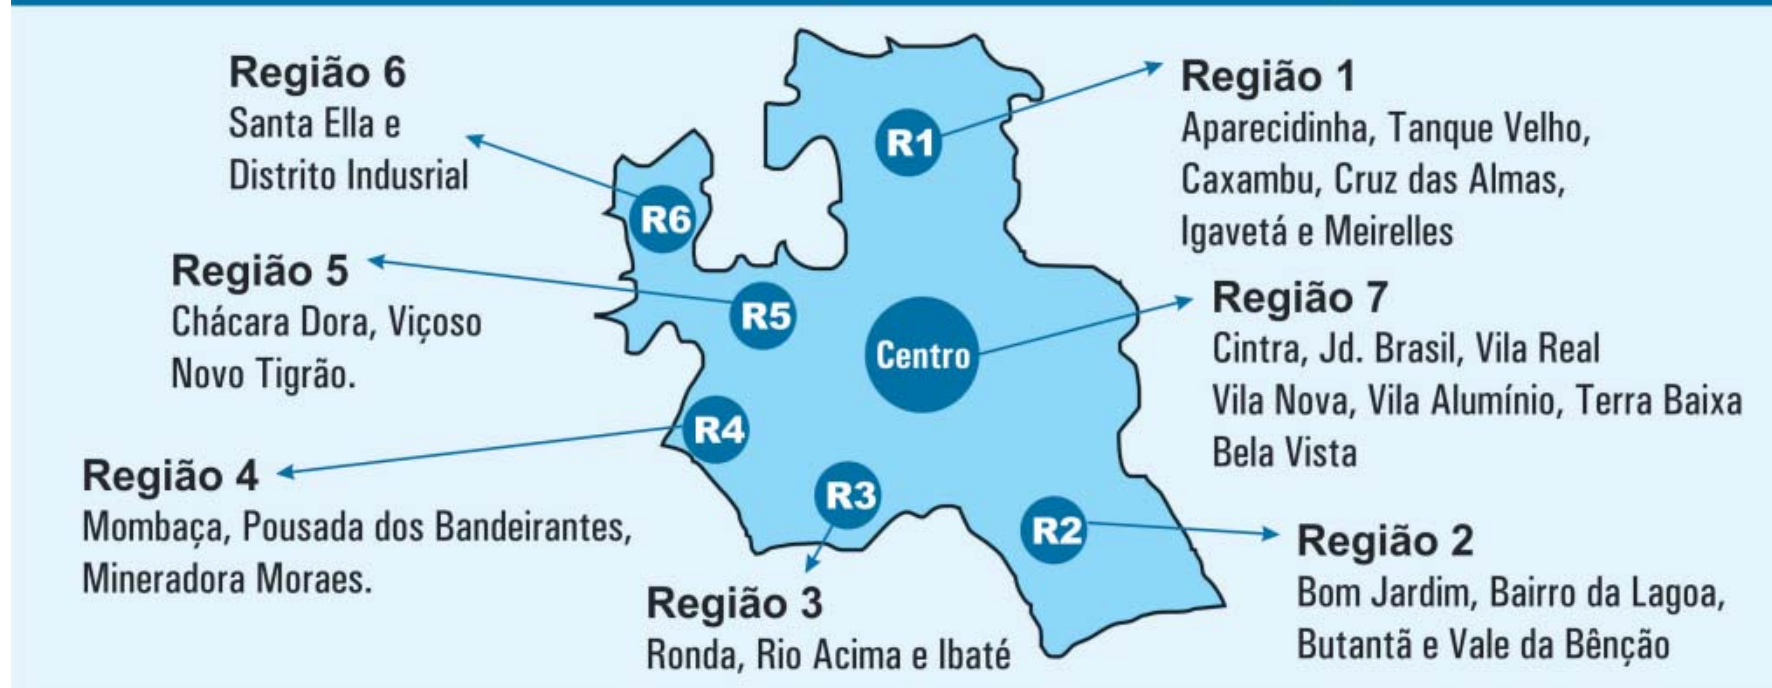 Região 6
Santa Ella e
Distrito Indusrial
Região 5
Chácara Dora, Viçoso
Novo Tigrão.
Região 4
Mombaça, Pousada dos Bandeirantes,
Mineradora Moraes.
R1
R6
R5
Centro
R4
R3
R2
Região 3
Ronda, Rio Acima e Ibaté
Região 1
Aparecidinha, Tanque Velho,
Caxambu, Cruz das Almas,
Igavetá e Meirelles
Região 7
Cintra, Jd. Brasil, Vila Real
Vila Nova, Vila Alumínio, Terra Baixa
Bela Vista
Região 2
Bom Jardim, Bairro da Lagoa,
Butantã e Vale da Bênção